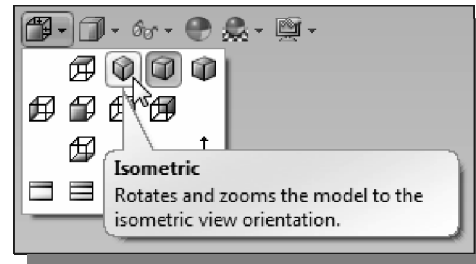 Isometric
Rotates and zooms the model to the
isometric view orientation.